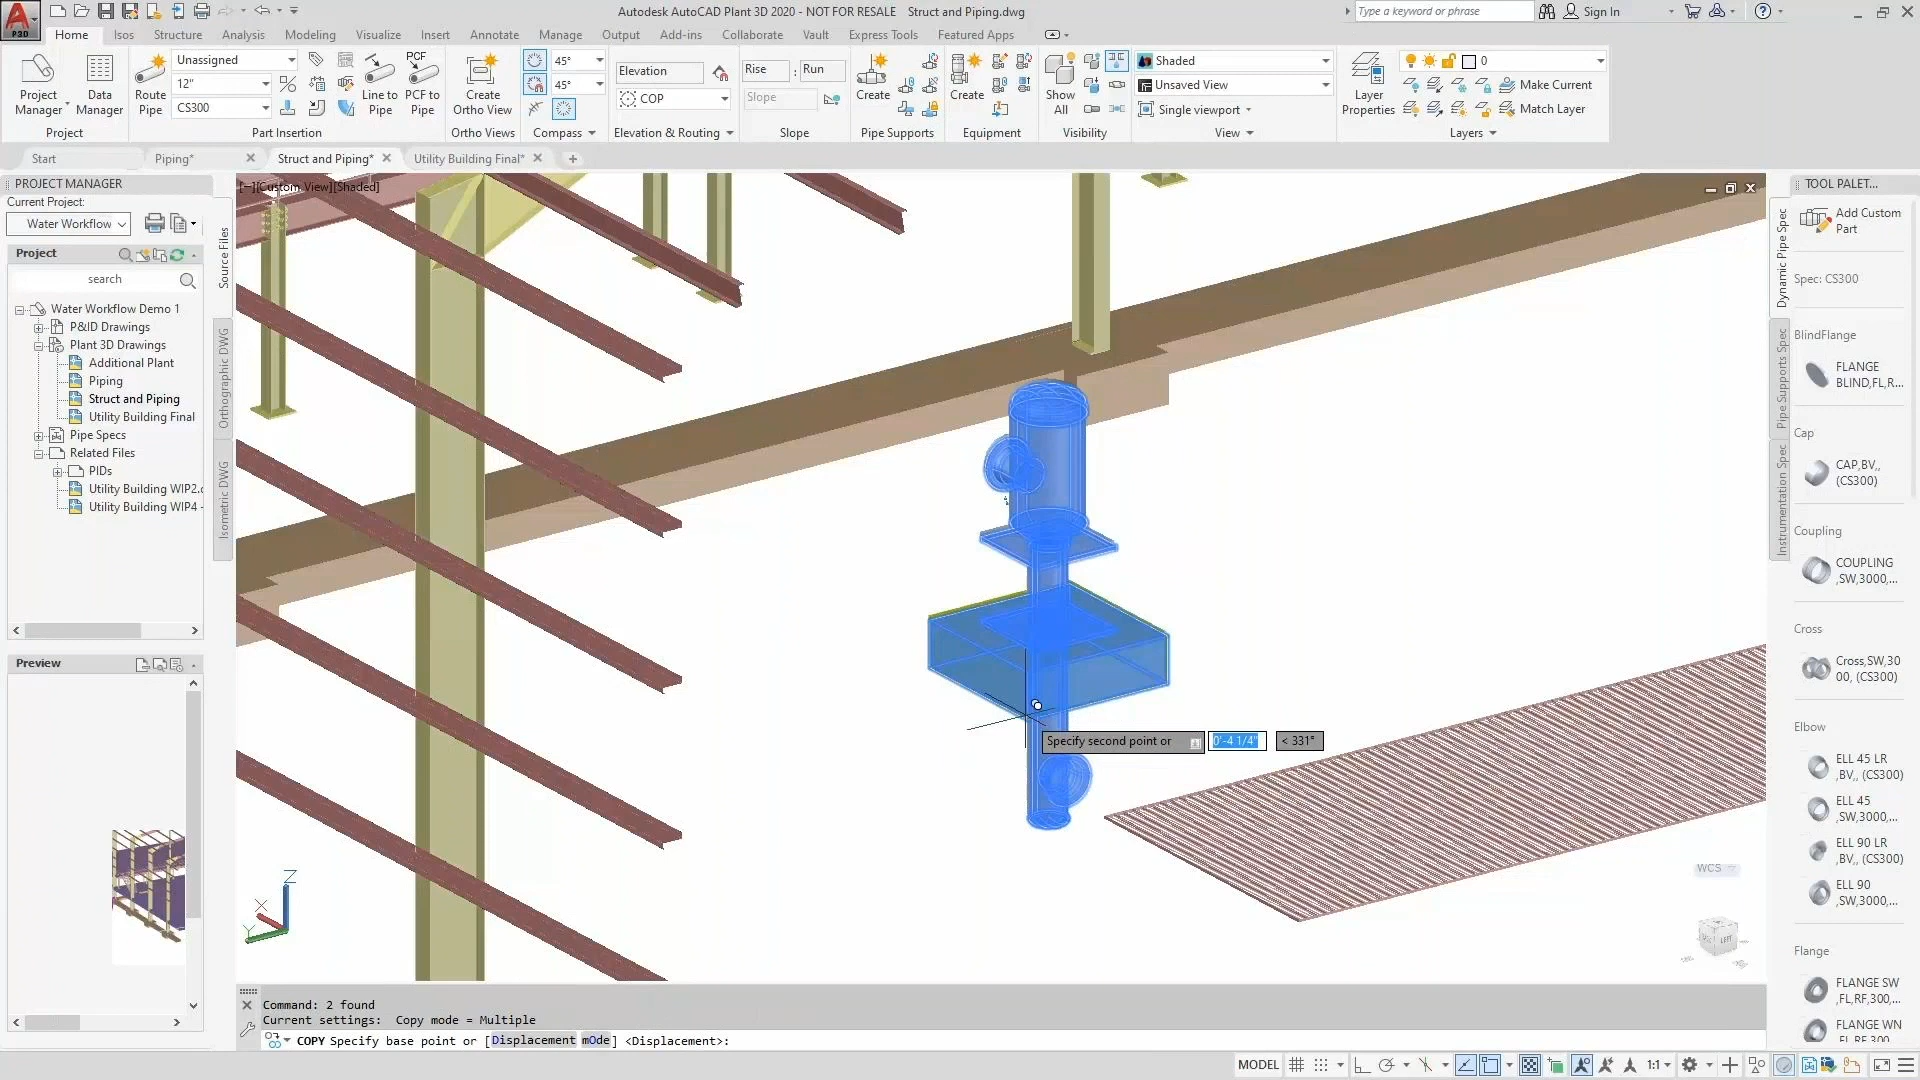 Autodesk AutoCAD Plant 3D 2020 - NOT FOR RESALE Struct and Piping.dwg
Type a keyword or phrase
Sign In
P3D
Home Isos Structure Analysis Modeling Visualize Insert Annotate Manage Output Add-ins Collaborate Vault Express Tools Featured Apps
Project Manager
Data Manager
Project
Route Pipe
Unassigned
12"
CS300
Line to Pipe
PCF
PCF to Pipe
Part Insertion
Create Ortho View
Ortho Views
45°
45°
Compass
Elevation
COP
Elevation & Routing
Rise : Run
Slope
Slope
Create
Pipe Supports
Create
Equipment
Show All
Visibility
Shaded
Unsaved View
Single viewport
View
Layer Properties
0
Make Current
Match Layer
Layers
Start
Piping*
Struct and Piping*
Utility Building Final*
PROJECT MANAGER
Current Project:
Water Workflow
Project
search
Water Workflow Demo 1
P&ID Drawings
Plant 3D Drawings
Additional Plant
Piping
Struct and Piping
Utility Building Final
Pipe Specs
Related Files
PIDs
Utility Building WIP2.
Utility Building WIP4 -
Source Files
Orthographic DWG
Isometric DWG
Preview
[−][Custom View][Shaded]
Specify second point or
0'-4 1/4"
< 331°
X
Y
Z
WCS
LEFT
TOOL PALET...
Dynamic Pipe Spec
Pipe Supports Spec
Instrumentation Spec
Add Custom Part
Spec: CS300
BlindFlange
FLANGE BLIND,FL,R...
Cap
CAP,BV,, (CS300)
Coupling
COUPLING ,SW,3000,...
Cross
Cross,SW,30 00, (CS300)
Elbow
ELL 45 LR ,BV,, (CS300)
ELL 45 ,SW,3000,...
ELL 90 LR ,BV,, (CS300)
ELL 90 ,SW,3000,...
Flange
FLANGE SW ,FL,RF,300,...
FLANGE WN
Command: 2 found
Current settings: Copy mode = Multiple
COPY Specify base point or [Displacement mOde] <Displacement>:
MODEL
1:1